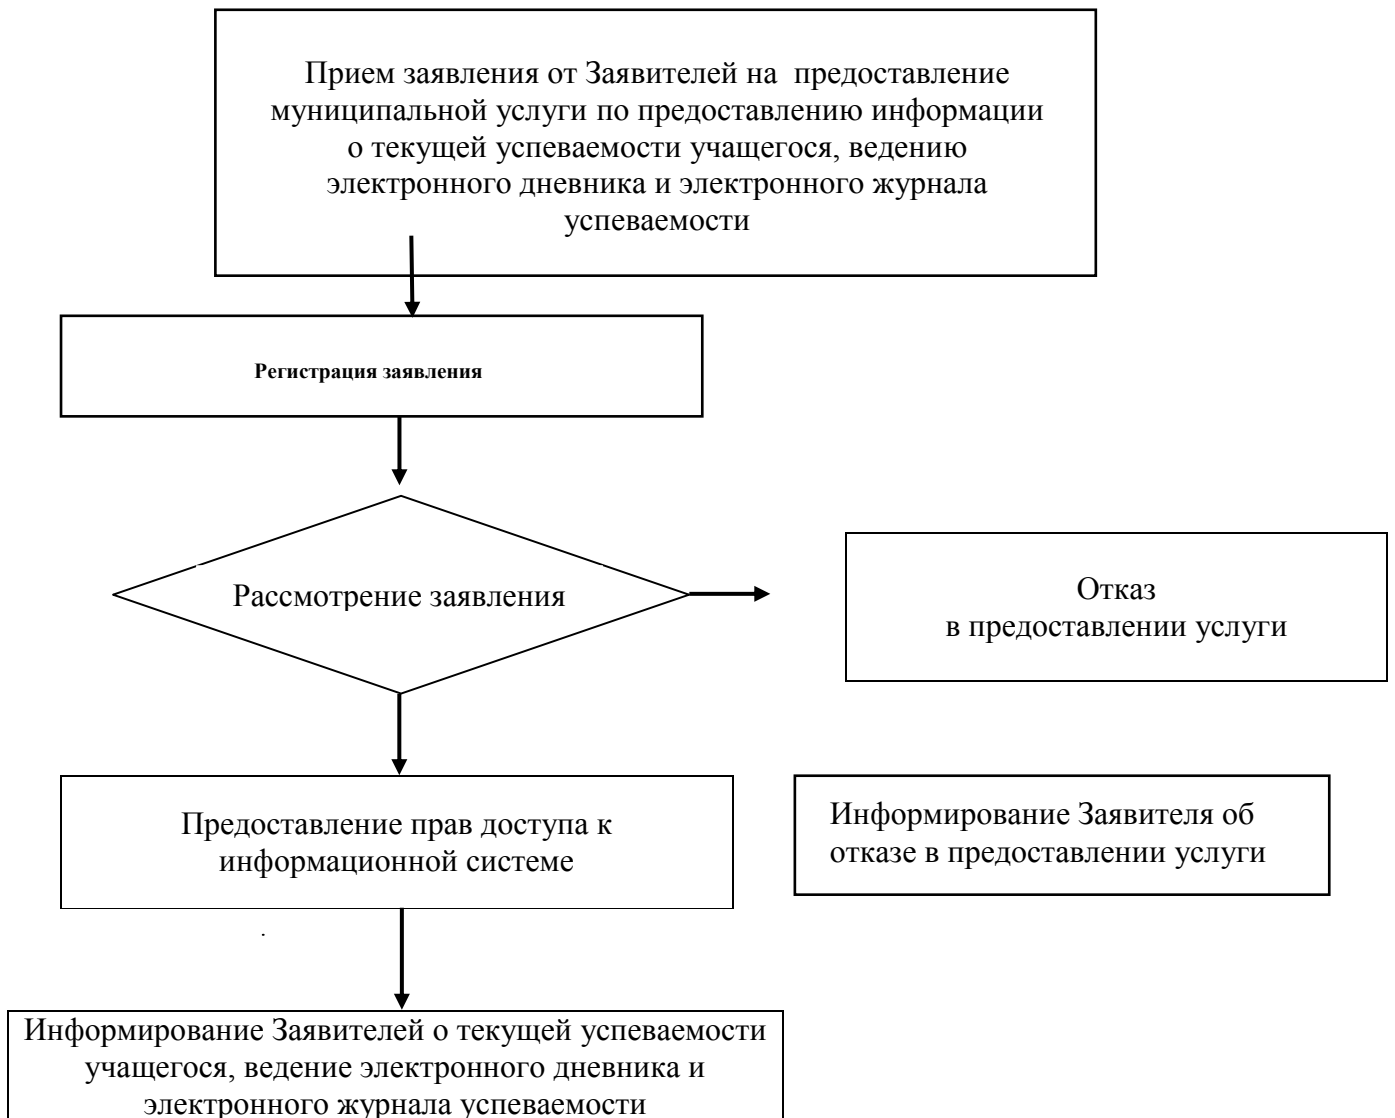 Прием заявления от Заявителей на предоставление
муниципальной услуги по предоставлению информации
о текущей успеваемости учащегося, ведению
электронного дневника и электронного журнала
успеваемости
Регистрация заявления
Рассмотрение заявления
Отказ
в предоставлении услуги
Предоставление прав доступа к
информационной системе
Информирование Заявителя об
отказе в предоставлении услуги
.
Информирование Заявителей о текущей успеваемости
учащегося, ведение электронного дневника и
электронного журнала успеваемости